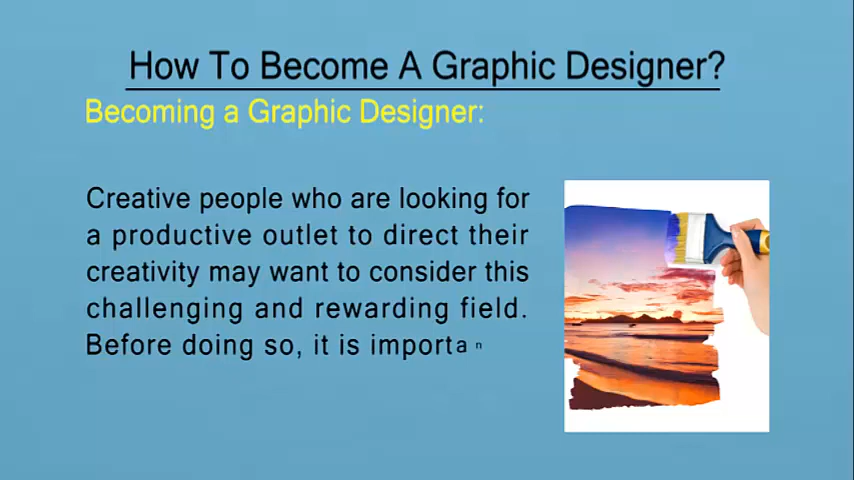 How To Become A Graphic Designer?
Becoming a Graphic Designer:
Creative people who are looking for
a productive outlet to direct their
creativity may want to consider this
challenging and rewarding field.
Before doing so, it is importan